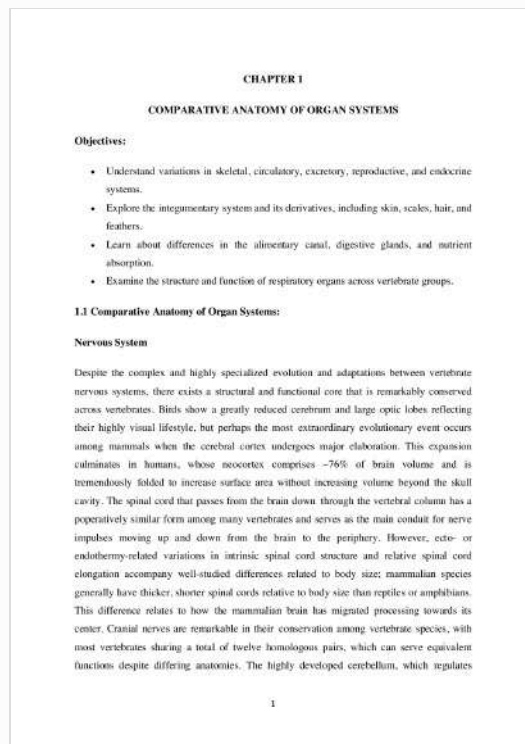 CHAPTER 1
COMPARATIVE ANATOMY OF ORGAN SYSTEMS
Objectives:
• Understand variations in skeletal, circulatory, excretory, reproductive, and endocrine
systems.
• Explore the integumentary system and its derivatives, including skin, scales, hair, and
feathers.
• Learn about differences in the alimentary canal, digestive glands, and nutrient
absorption.
• Examine the structure and function of respiratory organs across vertebrate groups.
1.1 Comparative Anatomy of Organ Systems:
Nervous System
Despite the complex and highly specialized evolution and adaptations between vertebrate
nervous systems, there exists a structural and functional core that is remarkably conserved
across vertebrates. Birds show a greatly reduced cerebrum and large optic lobes reflecting
their highly visual lifestyle, but perhaps the most extraordinary evolutionary event occurs
among mammals when the cerebral cortex undergoes major elaboration. This expansion
culminates in humans, whose neocortex comprises ~76% of brain volume and is
tremendously folded to increase surface area without increasing volume beyond the skull
cavity. The spinal cord that passes from the brain down through the vertebral column has a
poperatively similar form among many vertebrates and serves as the main conduit for nerve
impulses moving up and down from the brain to the periphery. However, ecto- or
endothermy-related variations in intrinsic spinal cord structure and relative spinal cord
elongation accompany well-studied differences related to body size; mammalian species
generally have thicker, shorter spinal cords relative to body size than reptiles or amphibians.
This difference relates to how the mammalian brain has migrated processing towards its
center. Cranial nerves are remarkable in their conservation among vertebrate species, with
most vertebrates sharing a total of twelve homologous pairs, which can serve equivalent
functions despite differing anatomies. The highly developed cerebellum, which regulates
1